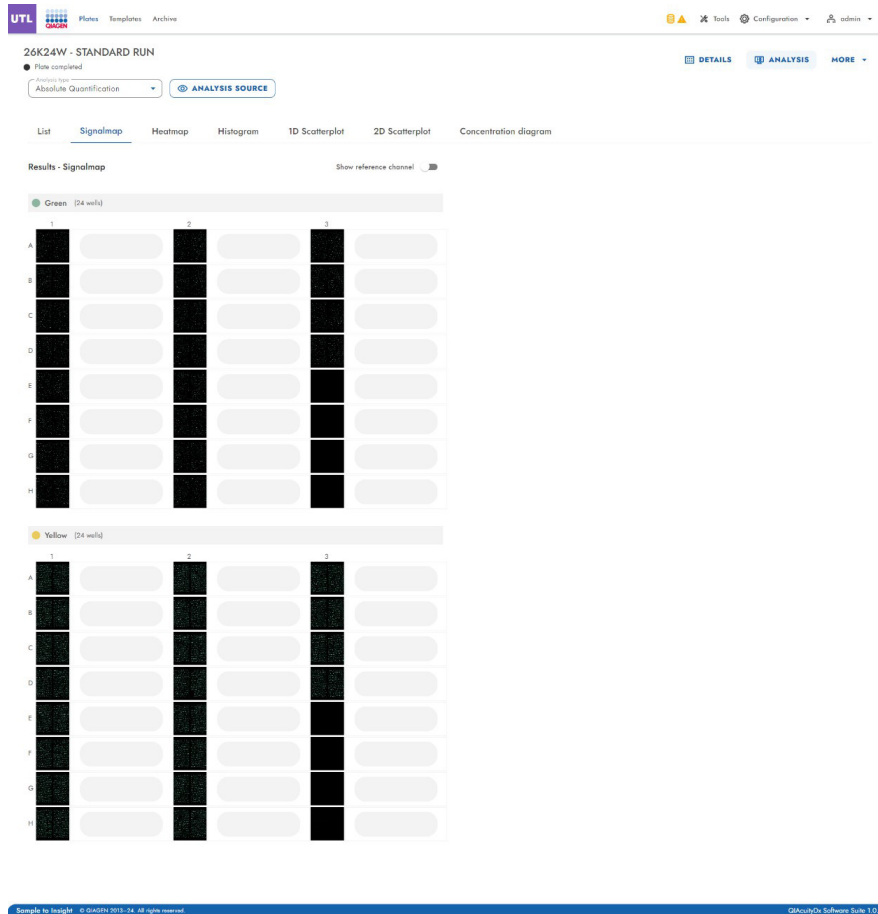 UTL QIAGEN Plates Templates Archive Tools Configuration admin
26K24W - STANDARD RUN
Plate completed
DETAILS ANALYSIS MORE
Analysis type
Absolute Quantification ANALYSIS SOURCE
List Signalmap Heatmap Histogram 1D Scatterplot 2D Scatterplot Concentration diagram
Results - Signalmap Show reference channel
Green (24 wells)
1 2 3
A
B
C
D
E
F
G
H
Yellow (24 wells)
1 2 3
A
B
C
D
E
F
G
H
Sample to Insight © QIAGEN 2013–24. All rights reserved. QIAcuityDx Software Suite 1.0